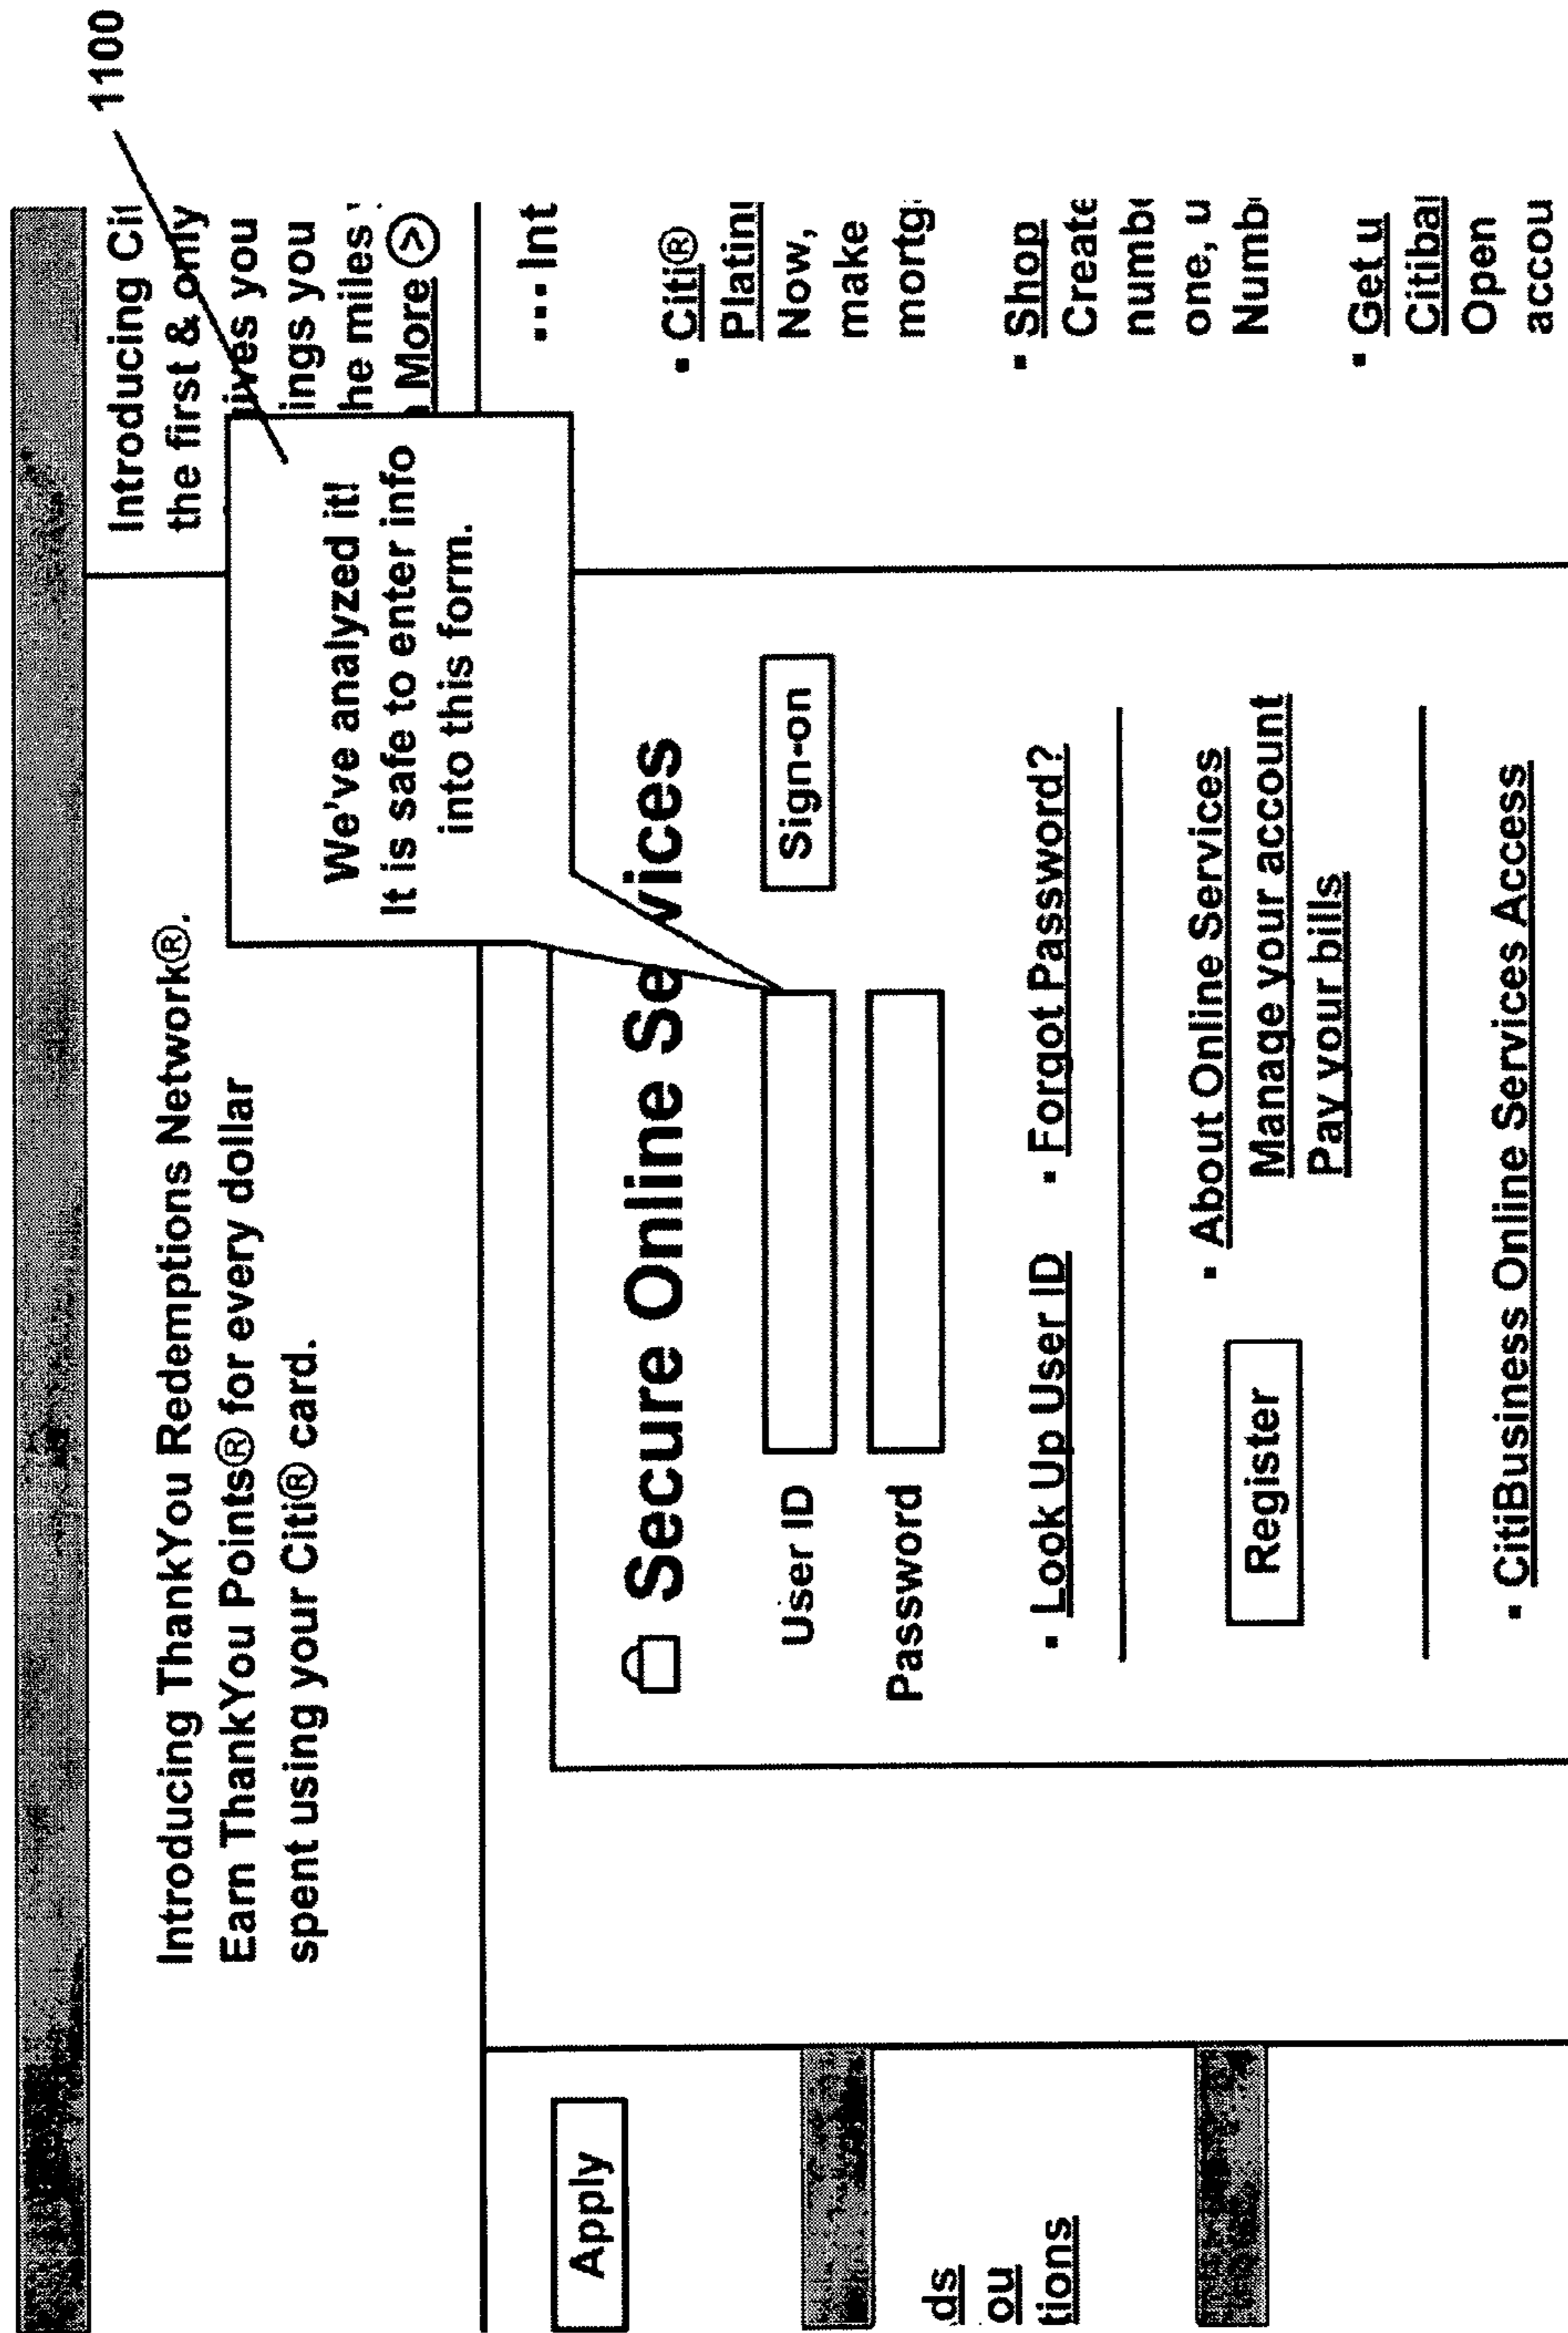 1100
Introducing ThankYou Redemptions Network®.
Earn ThankYou Points® for every dollar
spent using your Citi® card.
Introducing Citi
the first & only
ives you
ings you
he miles
More >
We've analyzed it!
It is safe to enter info
into this form.
Apply
ds
ou
tions
Secure Online Services
User ID
Sign-on
Password
▪ Look Up User ID ▪ Forgot Password?
Register
▪ About Online Services
Manage your account
Pay your bills
▪ CitiBusiness Online Services Access
...Int
▪ Citi®
Platin
Now,
make
mortg
▪ Shop
Create
numb
one, u
Numb
▪ Get u
Citiba
Open
accou